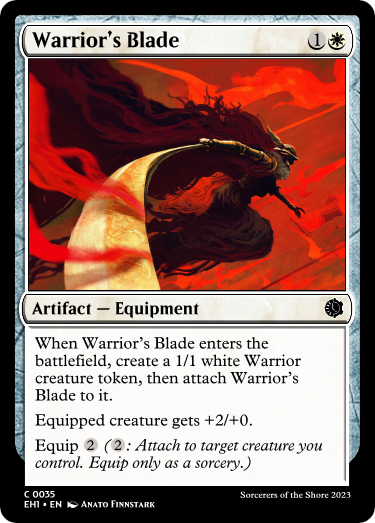 Warrior's Blade 1
Artifact — Equipment
When Warrior's Blade enters the
battlefield, create a 1/1 white Warrior
creature token, then attach Warrior's
Blade to it.
Equipped creature gets +2/+0.
Equip 2 (2: Attach to target creature you
control. Equip only as a sorcery.)
C 0035
EH1 • EN Anato Finnstark
Sorcerers of the Shore 2023